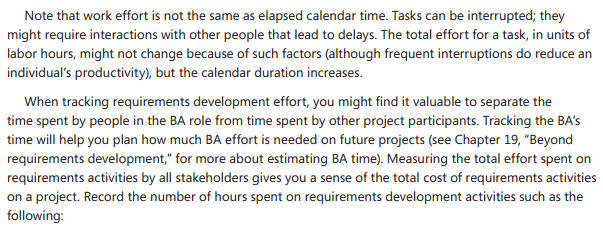 Note that work effort is not the same as elapsed calendar time. Tasks can be interrupted; they
might require interactions with other people that lead to delays. The total effort for a task, in units of
labor hours, might not change because of such factors (although frequent interruptions do reduce an
individual's productivity), but the calendar duration increases.
When tracking requirements development effort, you might find it valuable to separate the
time spent by people in the BA role from time spent by other project participants. Tracking the BA's
time will help you plan how much BA effort is needed on future projects (see Chapter 19, "Beyond
requirements development," for more about estimating BA time). Measuring the total effort spent on
requirements activities by all stakeholders gives you a sense of the total cost of requirements activities
on a project. Record the number of hours spent on requirements development activities such as the
following: